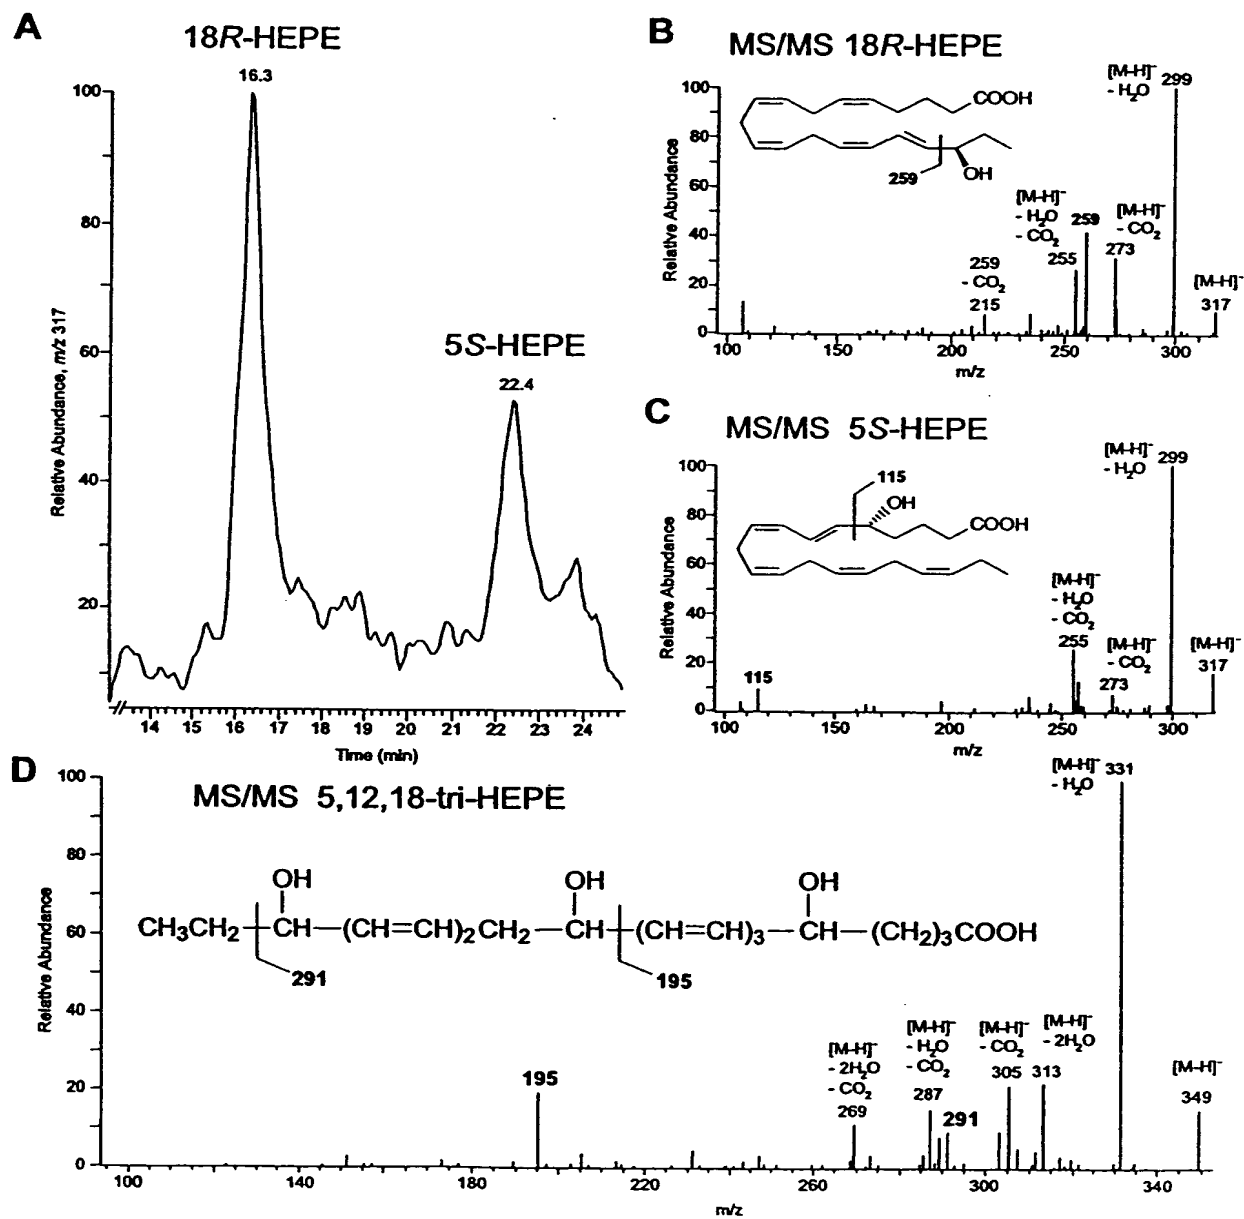 A
18R-HEPE
16.3
5S-HEPE
22.4
100
80
60
40
20
Relative Abundance, m/z 317
14 15 16 17 18 19 20 21 22 23 24
Time (min)
B
MS/MS 18R-HEPE
[M-H]⁻
- H₂O
299
COOH
OH
259
[M-H]⁻
- H₂O
- CO₂
255
259
[M-H]⁻
- CO₂
273
259
- CO₂
215
[M-H]⁻
317
100
80
60
40
20
0
Relative Abundance
100 150 200 250 300
m/z
C
MS/MS 5S-HEPE
[M-H]⁻
- H₂O
299
115
OH
COOH
[M-H]⁻
- H₂O
- CO₂
255
[M-H]⁻
- CO₂
273
[M-H]⁻
317
115
100
80
60
40
20
0
Relative Abundance
100 150 200 250 300
m/z
D
MS/MS 5,12,18-tri-HEPE
[M-H]⁻ 331
- H₂O
OH OH OH
CH3CH₂ CH (CH=CH)₂CH₂ CH (CH=CH)₃ CH (CH₂)₃COOH
291 195
195
[M-H]⁻
- 2H₂O
- CO₂
269
[M-H]⁻
- H₂O
- CO₂
287
291
[M-H]⁻
- CO₂
305
[M-H]⁻
- 2H₂O
313
[M-H]⁻
349
100
80
60
40
20
0
Relative Abundance
100 140 180 220 260 300 340
m/z